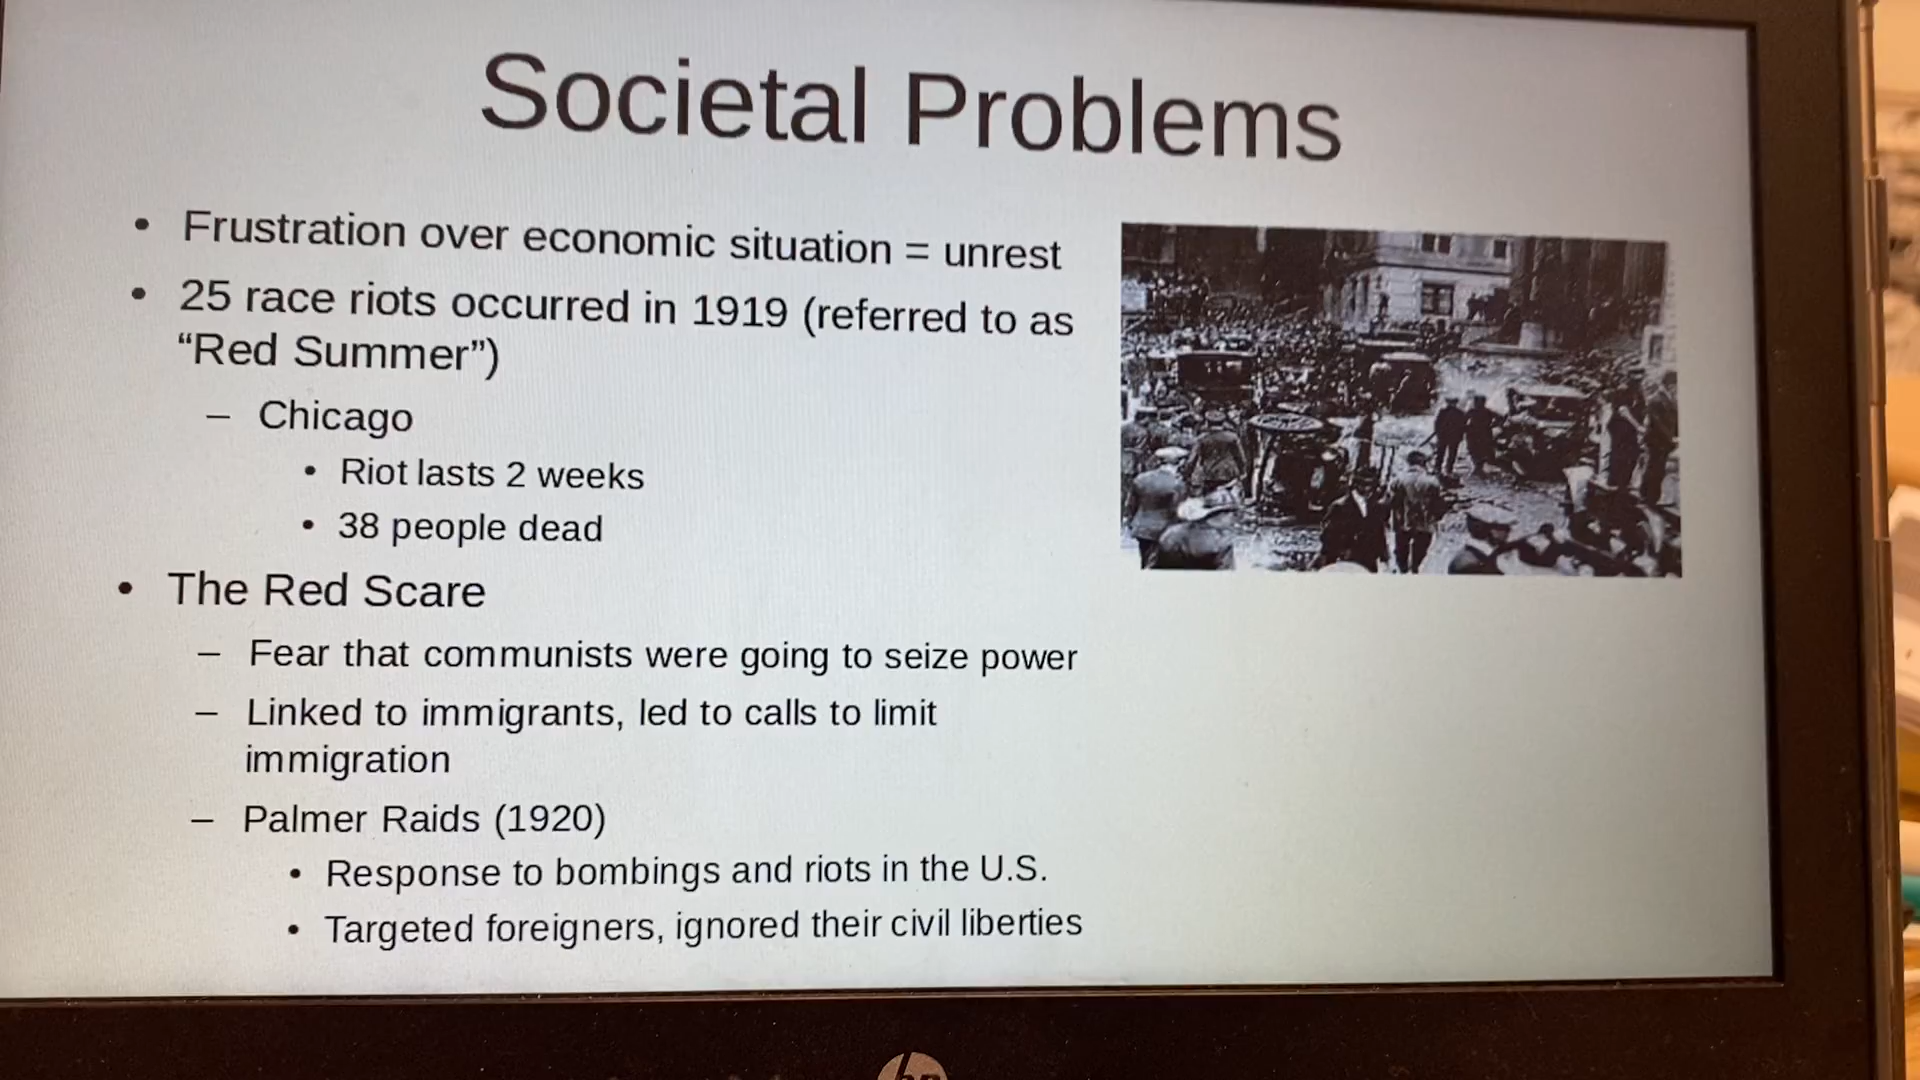 Societal Problems
• Frustration over economic situation = unrest
• 25 race riots occurred in 1919 (referred to as
“Red Summer”)
– Chicago
• Riot lasts 2 weeks
• 38 people dead
• The Red Scare
– Fear that communists were going to seize power
– Linked to immigrants, led to calls to limit
immigration
– Palmer Raids (1920)
• Response to bombings and riots in the U.S.
• Targeted foreigners, ignored their civil liberties
hp